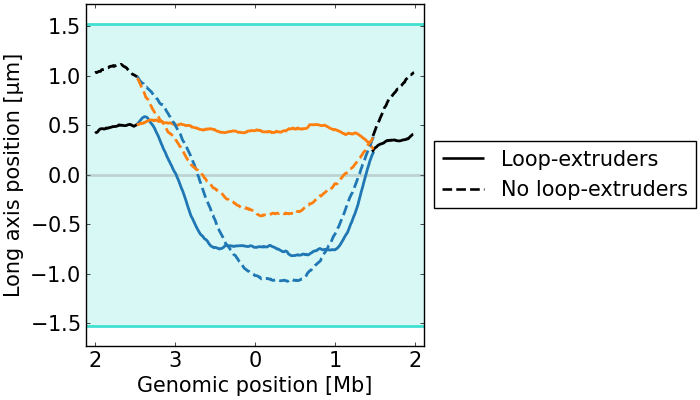 1.5
1.0
0.5
0.0
−0.5
−1.0
−1.5
Long axis position [μm]
2 3 0 1 2
Genomic position [Mb]
Loop-extruders
No loop-extruders